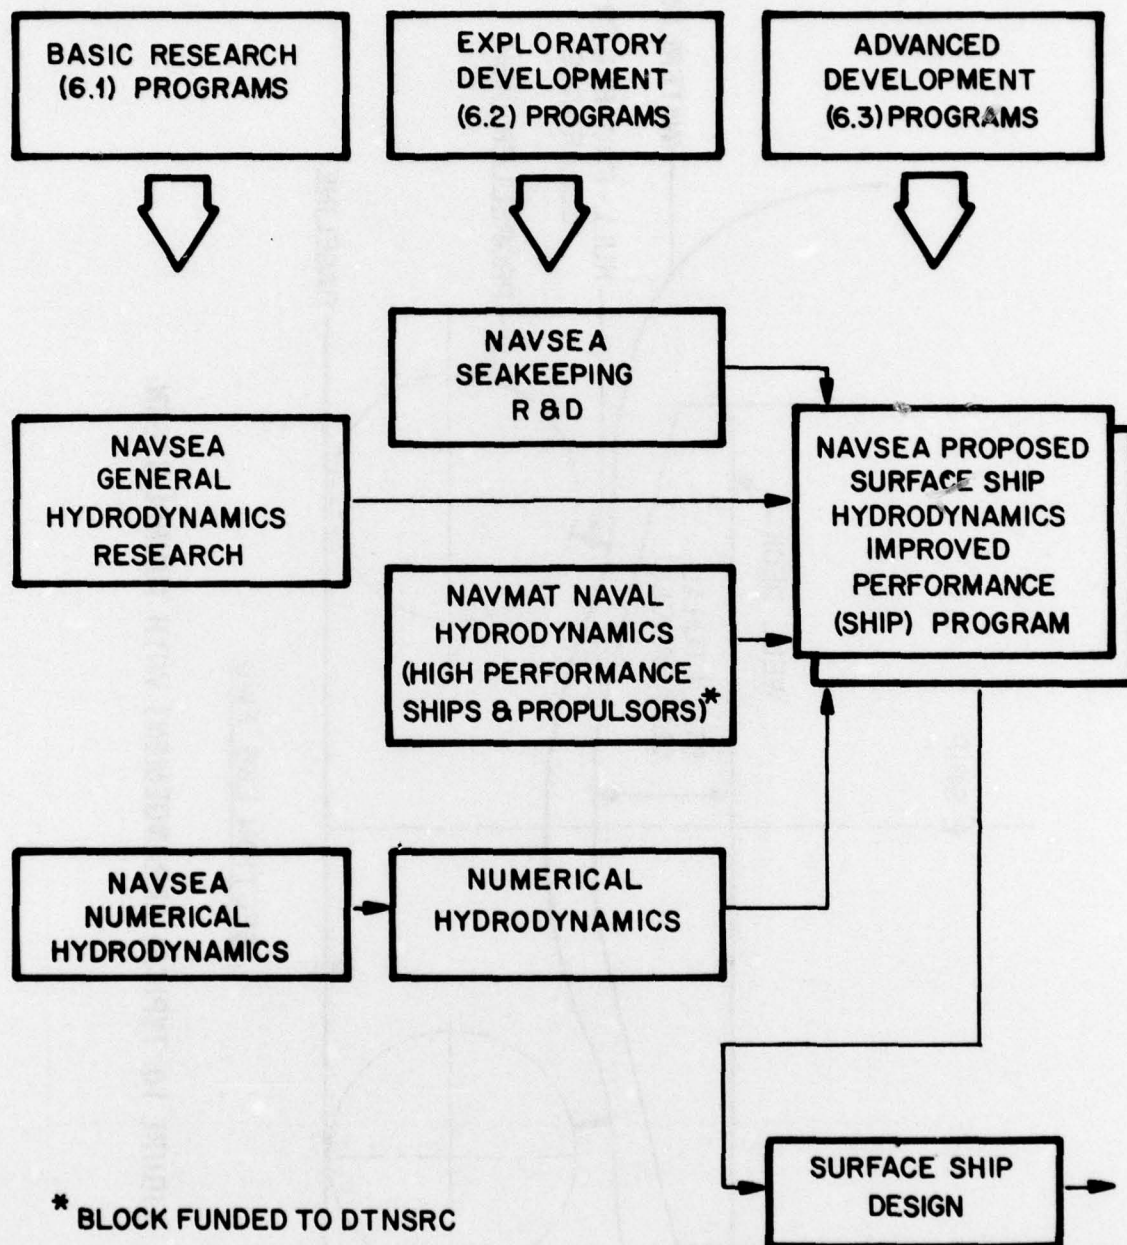 BASIC RESEARCH
(6.1) PROGRAMS
EXPLORATORY
DEVELOPMENT
(6.2) PROGRAMS
ADVANCED
DEVELOPMENT
(6.3) PROGRAMS
NAVSEA
SEAKEEPING
R & D
NAVSEA
GENERAL
HYDRODYNAMICS
RESEARCH
NAVSEA PROPOSED
SURFACE SHIP
HYDRODYNAMICS
IMPROVED
PERFORMANCE
(SHIP) PROGRAM
NAVMAT NAVAL
HYDRODYNAMICS
(HIGH PERFORMANCE
SHIPS & PROPULSORS)*
NAVSEA
NUMERICAL
HYDRODYNAMICS
NUMERICAL
HYDRODYNAMICS
SURFACE SHIP
DESIGN
* BLOCK FUNDED TO DTNSRC